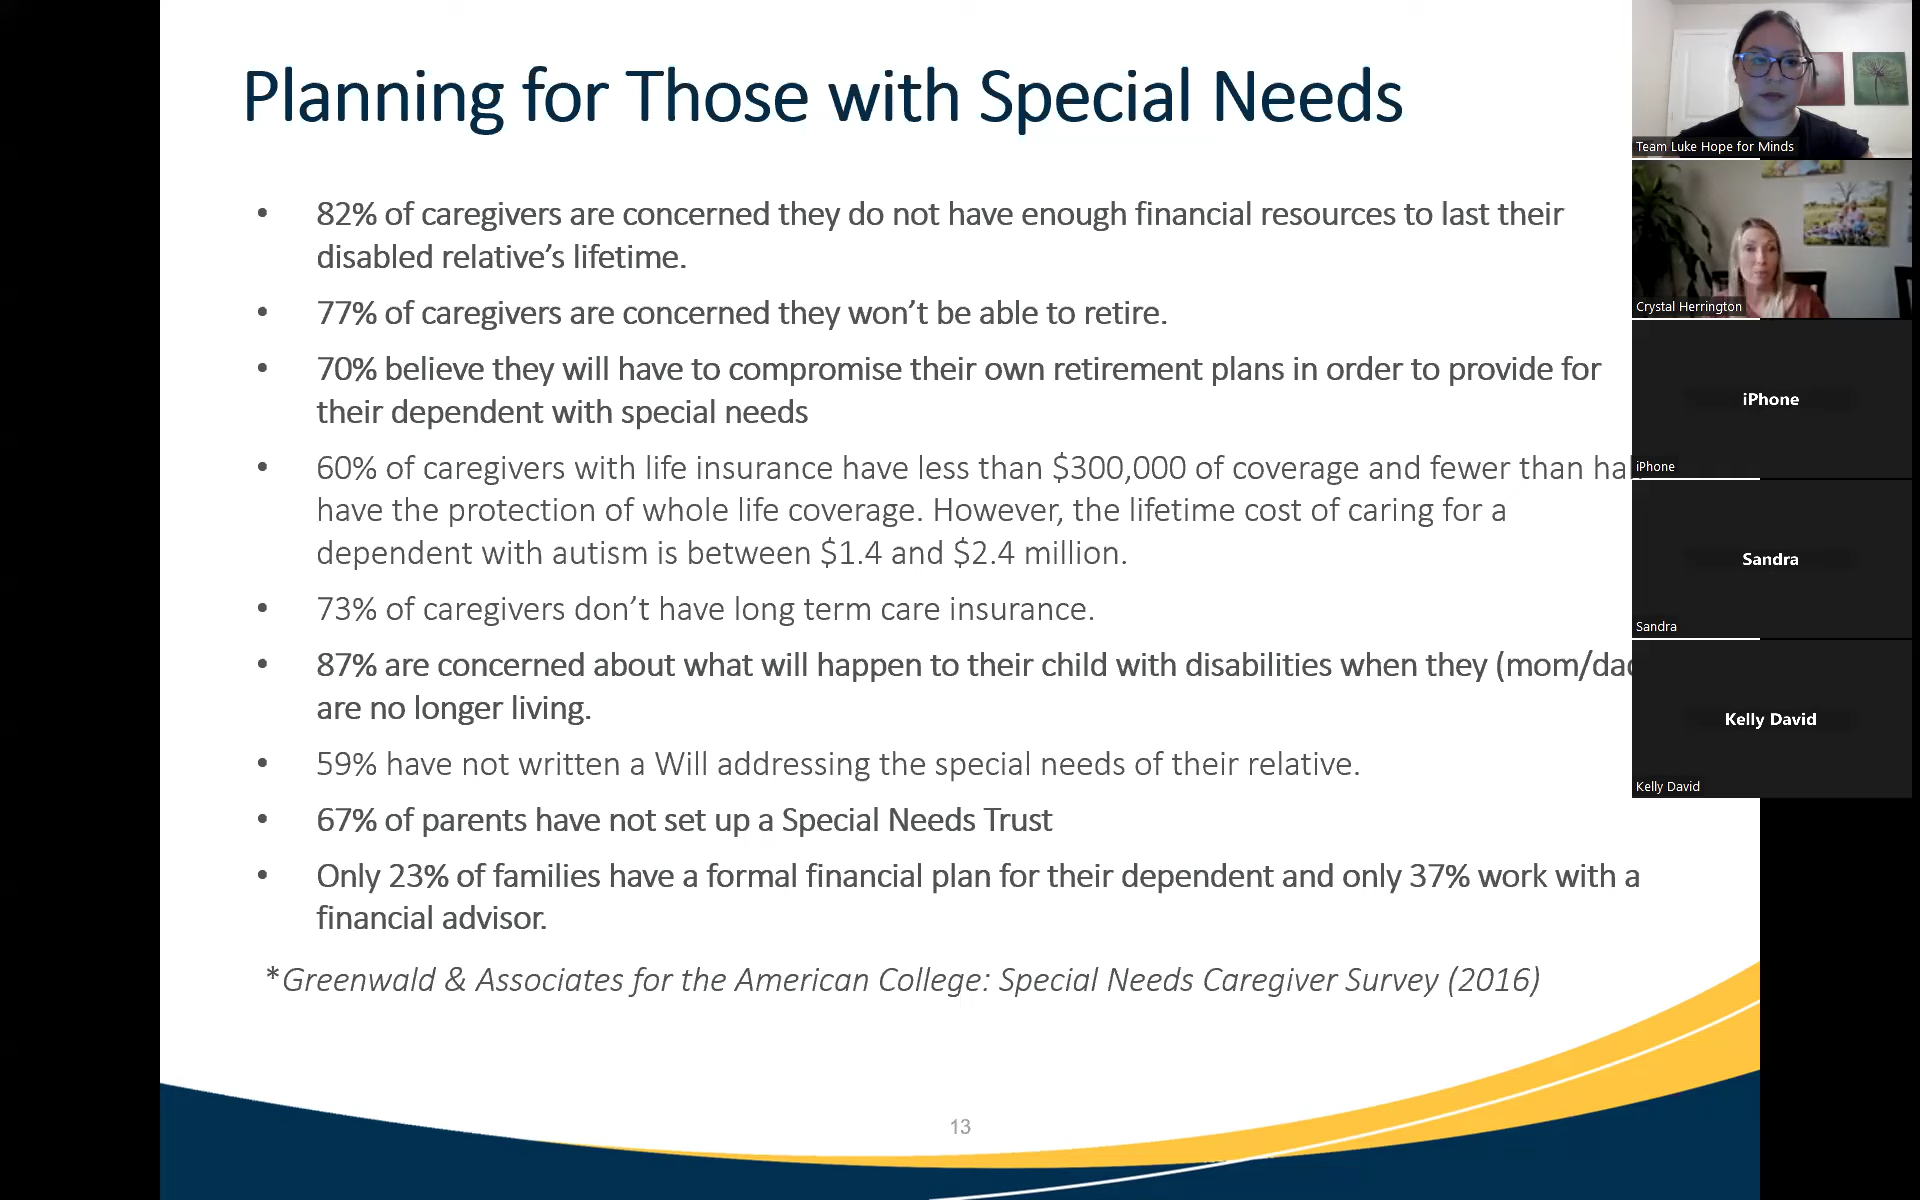 Planning for Those with Special Needs
• 82% of caregivers are concerned they do not have enough financial resources to last their
disabled relative’s lifetime.
• 77% of caregivers are concerned they won’t be able to retire.
• 70% believe they will have to compromise their own retirement plans in order to provide for
their dependent with special needs
• 60% of caregivers with life insurance have less than $300,000 of coverage and fewer than
have the protection of whole life coverage. However, the lifetime cost of caring for a
dependent with autism is between $1.4 and $2.4 million.
• 73% of caregivers don’t have long term care insurance.
• 87% are concerned about what will happen to their child with disabilities when they (mom/
are no longer living.
• 59% have not written a Will addressing the special needs of their relative.
• 67% of parents have not set up a Special Needs Trust
• Only 23% of families have a formal financial plan for their dependent and only 37% work with a
financial advisor.
*Greenwald & Associates for the American College: Special Needs Caregiver Survey (2016)
13
Team Luke Hope for Minds
Crystal Herrington
iPhone
iPhone
Sandra
Sandra
Kelly David
Kelly David